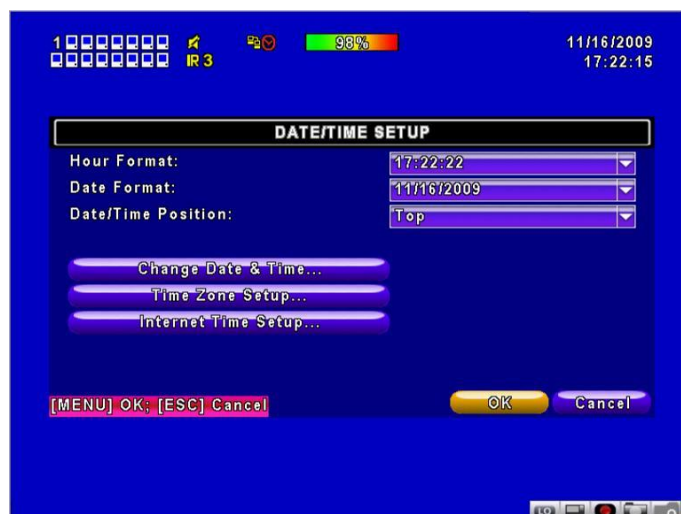 1
98%
11/16/2009
IR 3
17:22:15
DATE/TIME SETUP
Hour Format:
17:22:22
Date Format:
11/16/2009
Date/Time Position:
Top
Change Date & Time...
Time Zone Setup...
Internet Time Setup...
[MENU] OK; [ESC] Cancel
OK
Cancel